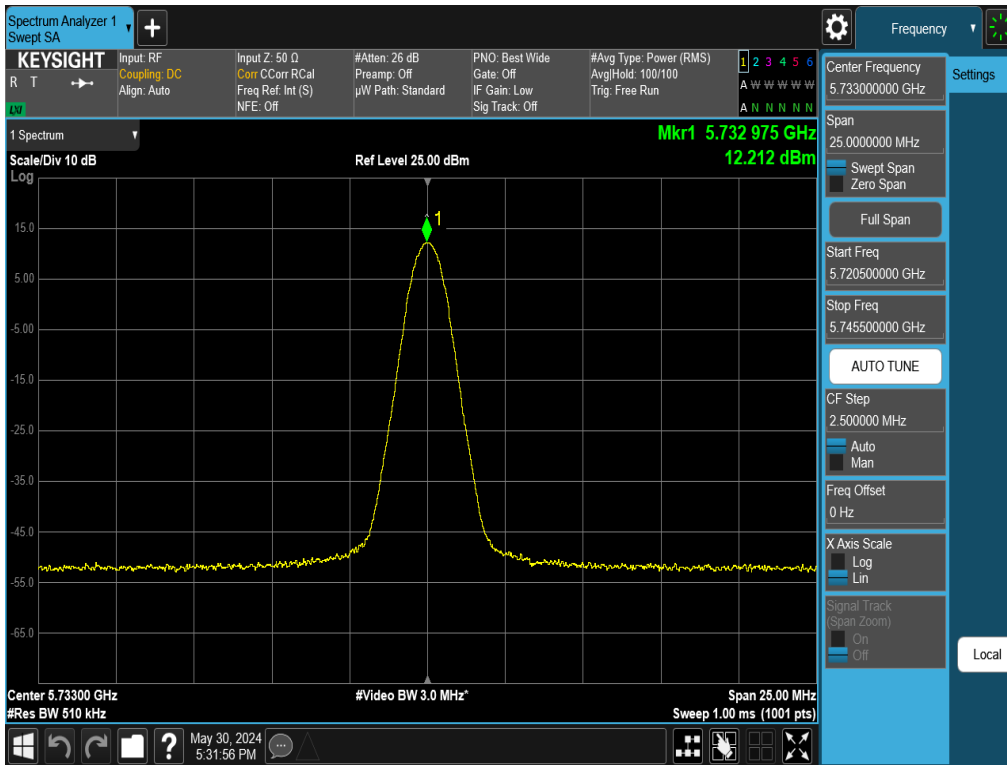 Spectrum Analyzer 1
Swept SA
Frequency
KEYSIGHT
R T
LXI
Input: RF
Coupling: DC
Align: Auto
Input Z: 50 Ω
Corr CCorr RCal
Freq Ref: Int (S)
NFE: Off
#Atten: 26 dB
Preamp: Off
µW Path: Standard
PNO: Best Wide
Gate: Off
IF Gain: Low
Sig Track: Off
#Avg Type: Power (RMS)
Avg|Hold: 100/100
Trig: Free Run
1 2 3 4 5 6
A W W W W W
A N N N N N
1 Spectrum
Scale/Div 10 dB
Log
Ref Level 25.00 dBm
Mkr1 5.732 975 GHz
12.212 dBm
1
15.0
5.00
-5.00
-15.0
-25.0
-35.0
-45.0
-55.0
-65.0
Center 5.73300 GHz
#Res BW 510 kHz
#Video BW 3.0 MHz*
Span 25.00 MHz
Sweep 1.00 ms (1001 pts)
Center Frequency
5.733000000 GHz
Span
25.0000000 MHz
Swept Span
Zero Span
Full Span
Start Freq
5.720500000 GHz
Stop Freq
5.745500000 GHz
AUTO TUNE
CF Step
2.500000 MHz
Auto
Man
Freq Offset
0 Hz
X Axis Scale
Log
Lin
Signal Track
(Span Zoom)
On
Off
Settings
Local
?
May 30, 2024
5:31:56 PM